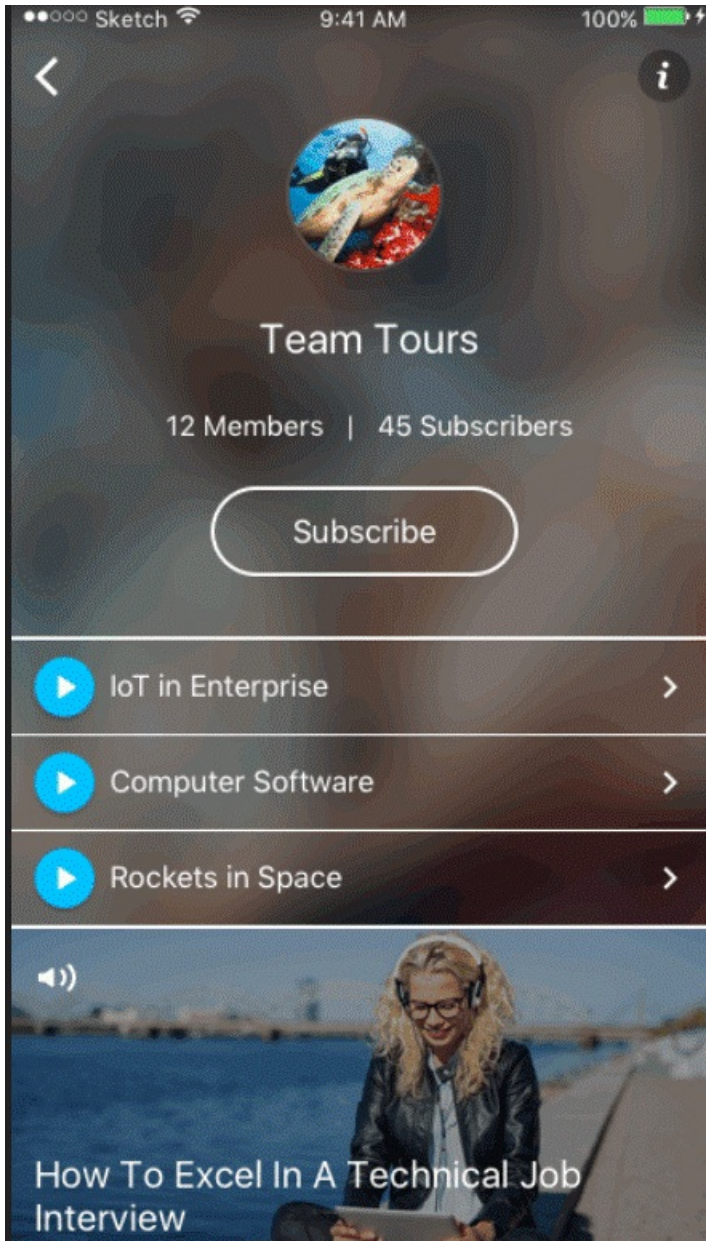 Sketch 9:41 AM 100%
i
Team Tours
12 Members | 45 Subscribers
Subscribe
IoT in Enterprise
Computer Software
Rockets in Space
How To Excel In A Technical Job
Interview